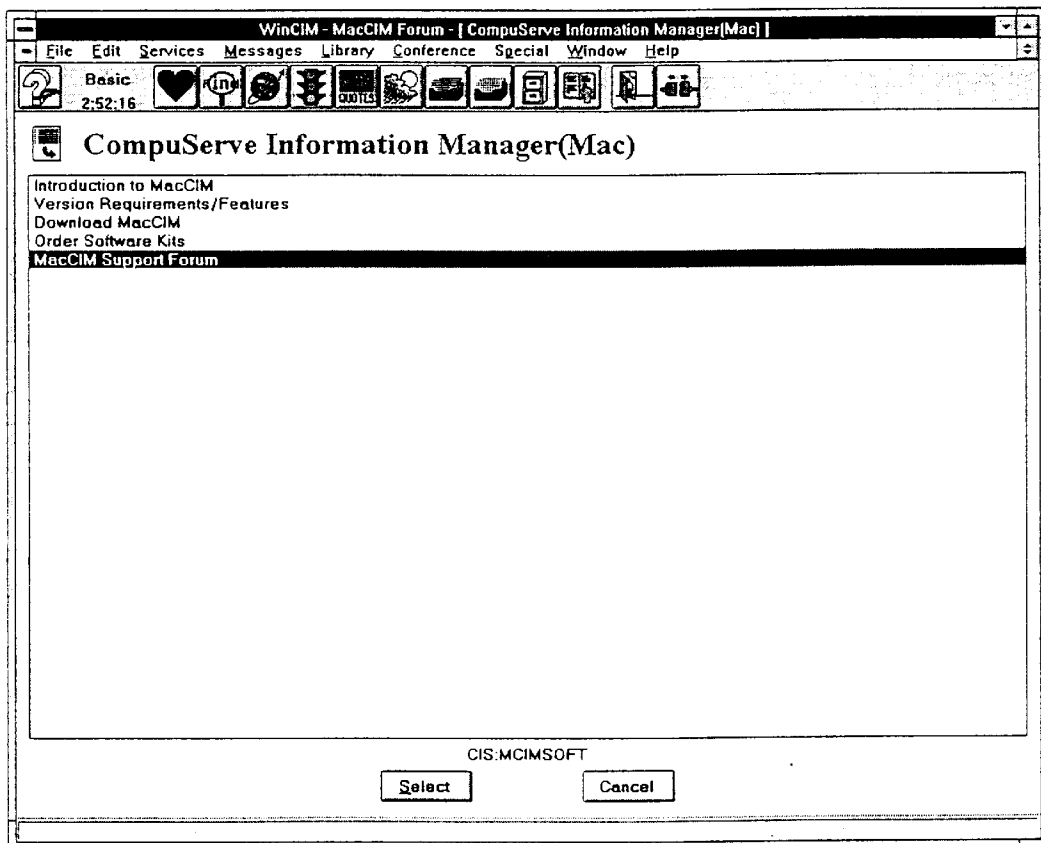 WinCIM - MacCIM Forum - [ CompuServe Information Manager(Mac) ]
File Edit Services Messages Library Conference Special Window Help
Basic
2:52:16
QUOTES
CompuServe Information Manager(Mac)
Introduction to MacCIM
Version Requirements/Features
Download MacCIM
Order Software Kits
MacCIM Support Forum
CIS:MCIMSOFT
Select Cancel